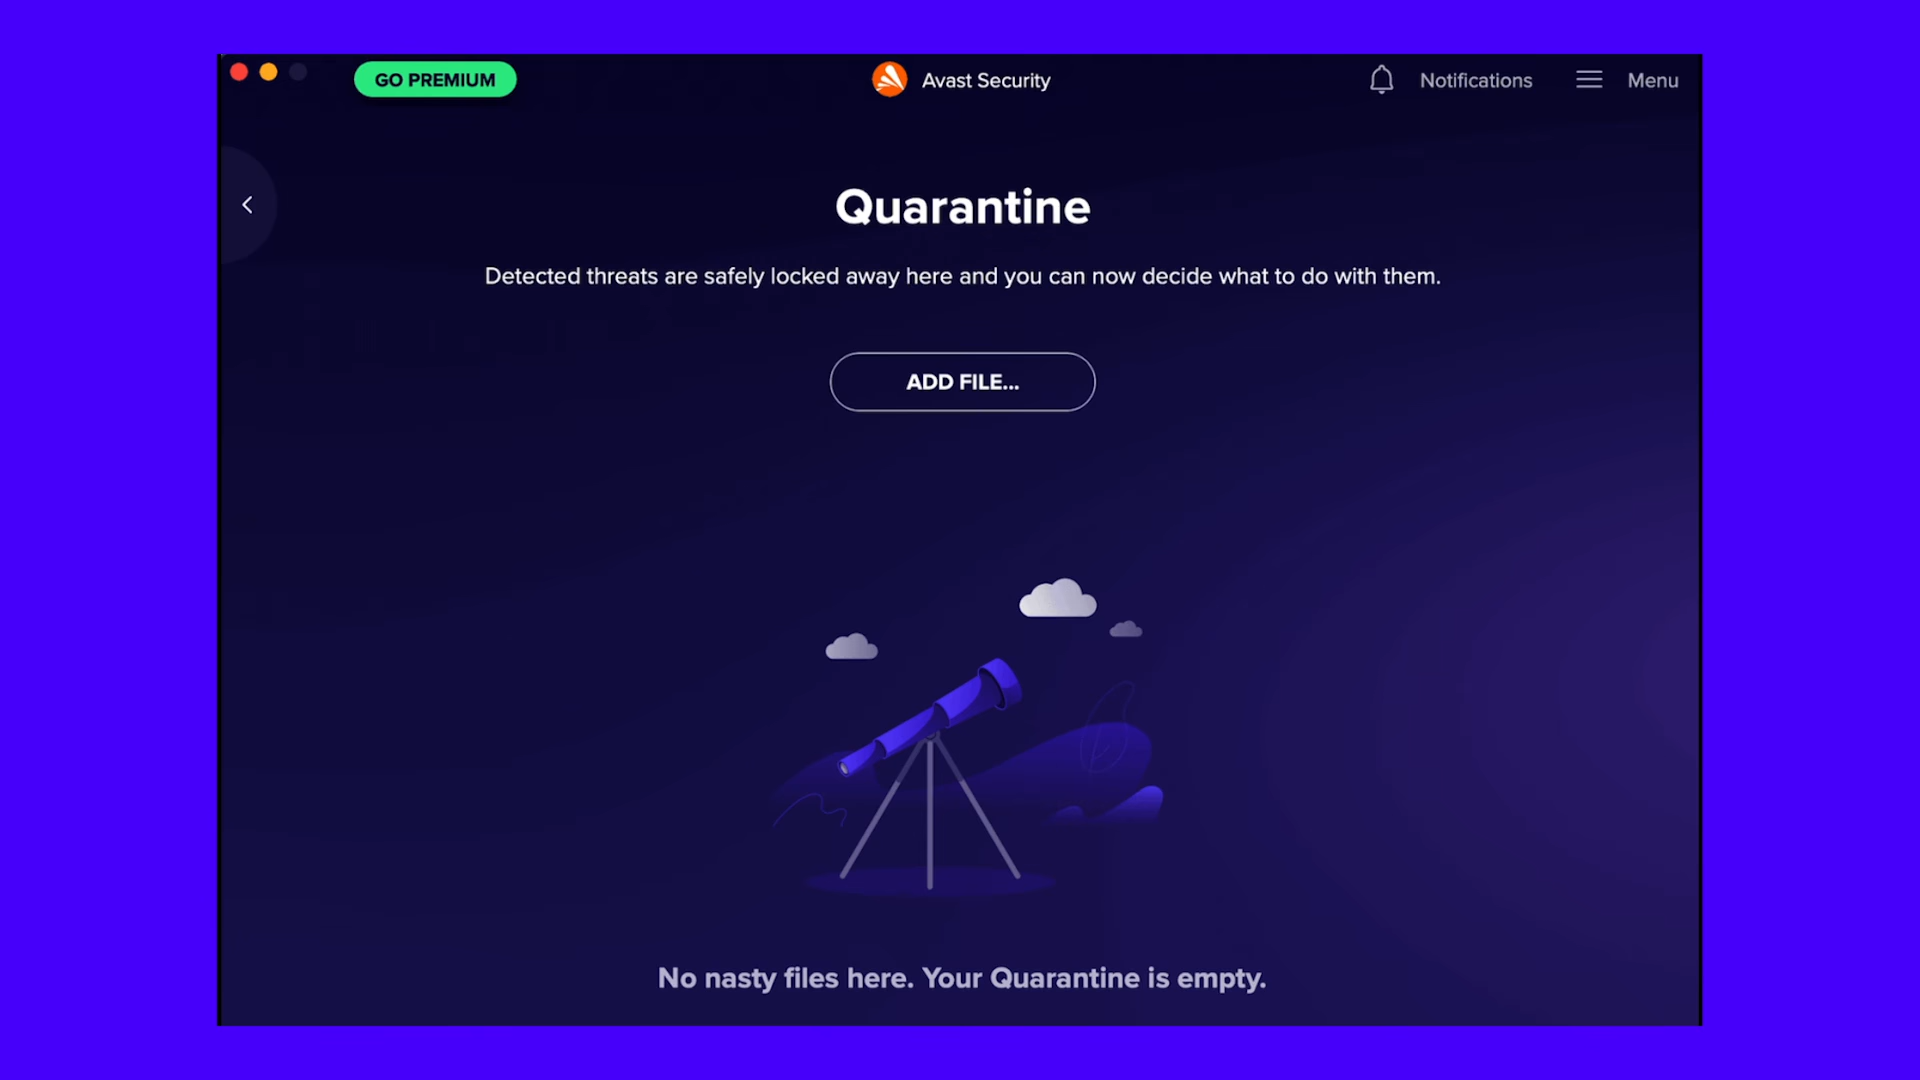 GO PREMIUM
Avast Security
Notifications
Menu
Quarantine
Detected threats are safely locked away here and you can now decide what to do with them.
ADD FILE...
No nasty files here. Your Quarantine is empty.